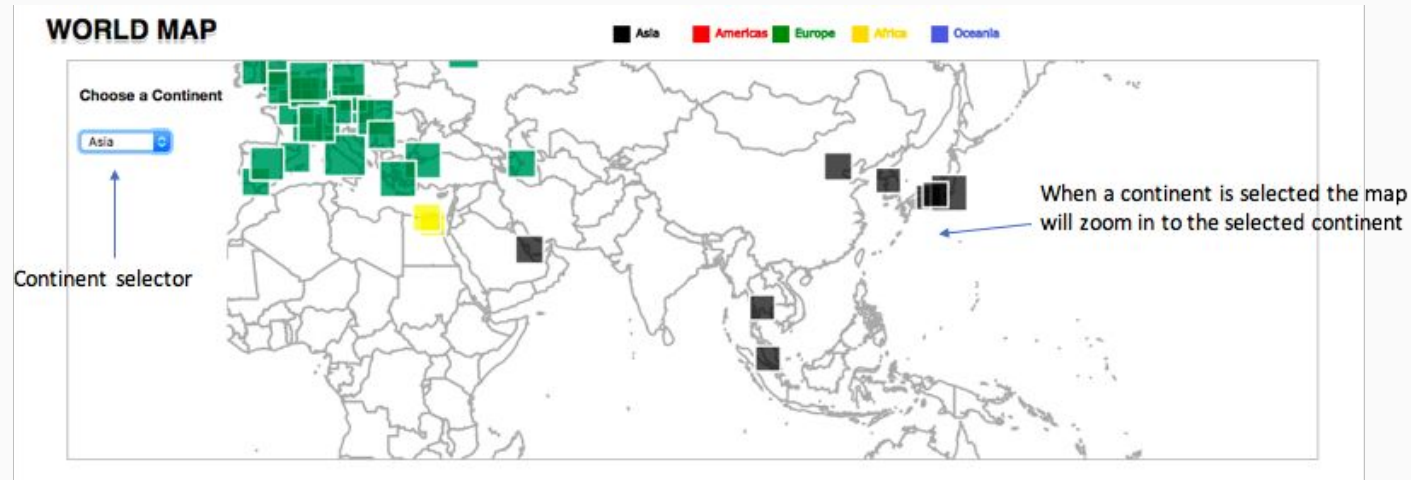 WORLD MAP
Asia
Americas
Europe
Africa
Oceania
Choose a Continent
Asia
When a continent is selected the map
will zoom in to the selected continent
Continent selector